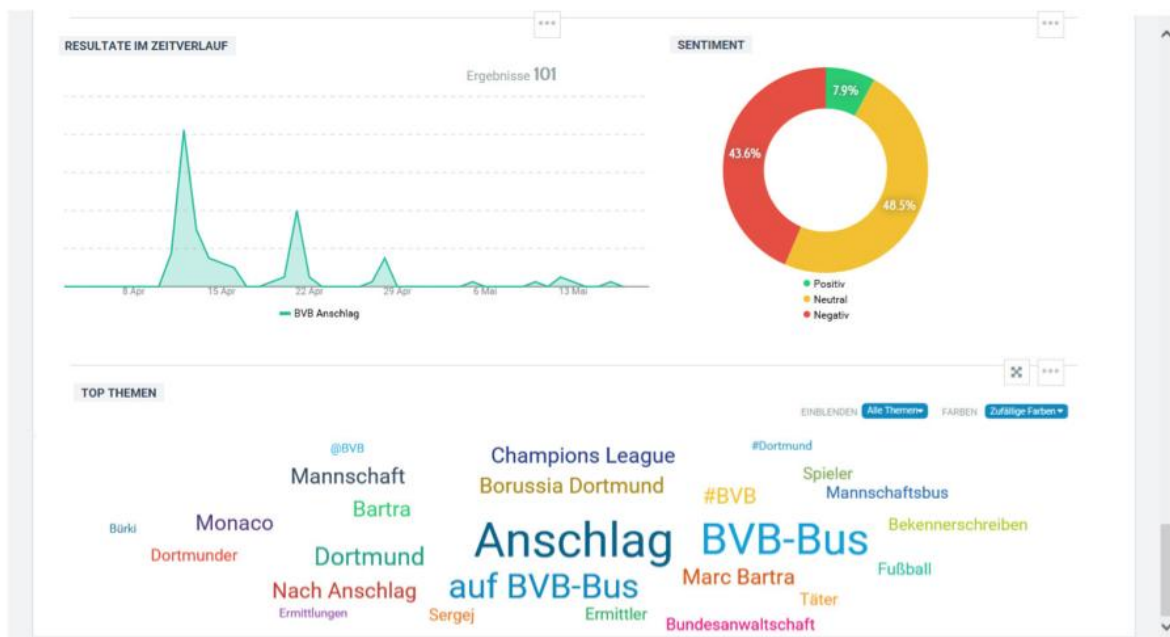 RESULTATE IM ZEITVERLAUF
SENTIMENT
Ergebnisse 101
8 Apr 15 Apr 22 Apr 29 Apr 6 Mai 13 Mai
BVB Anschlag
7.9%
43.6%
48.5%
Positiv
Neutral
Negativ
TOP THEMEN
EINBLENDEN Alle Themen FARBEN Zufällige Farben
@BVB
Champions League
#Dortmund
Mannschaft
Borussia Dortmund
Spieler
#BVB
Mannschaftsbus
Bartra
Bürki
Monaco
Anschlag
BVB-Bus
Bekennerschreiben
Dortmunder
Dortmund
Fußball
Nach Anschlag
auf BVB-Bus
Marc Bartra
Täter
Ermittlungen
Sergej
Ermittler
Bundesanwaltschaft